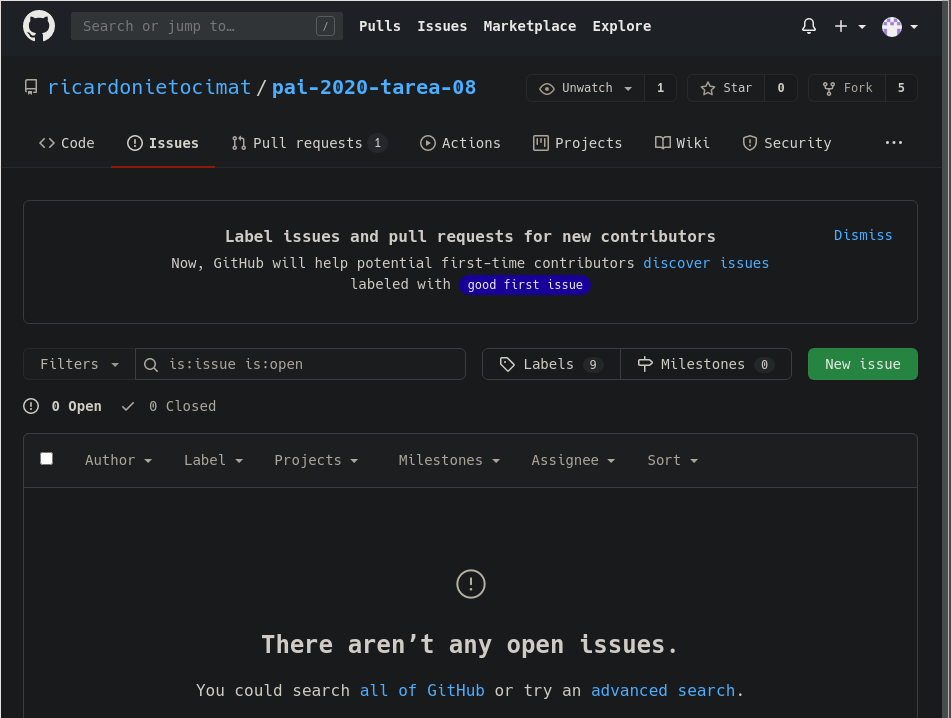 Search or jump to… / Pulls Issues Marketplace Explore
ricardonietocimat / pai-2020-tarea-08 Unwatch 1 Star 0 Fork 5
Code Issues Pull requests 1 Actions Projects Wiki Security ···
Label issues and pull requests for new contributors Dismiss
Now, GitHub will help potential first-time contributors discover issues
labeled with good first issue
Filters is:issue is:open Labels 9 Milestones 0 New issue
0 Open 0 Closed
Author Label Projects Milestones Assignee Sort
There aren’t any open issues.
You could search all of GitHub or try an advanced search.